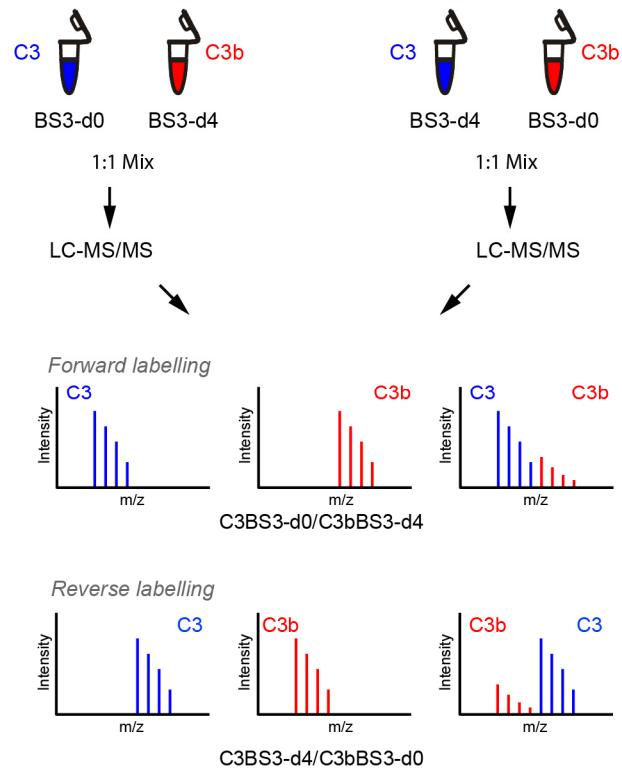 C3 C3b C3 C3b
BS3-d0 BS3-d4 BS3-d4 BS3-d0
1:1 Mix 1:1 Mix
LC-MS/MS LC-MS/MS
Forward labelling
C3 C3b C3 C3b
Intensity Intensity Intensity
m/z m/z m/z
C3BS3-d0/C3bBS3-d4
Reverse labelling
C3 C3b C3b C3
Intensity Intensity Intensity
m/z m/z m/z
C3BS3-d4/C3bBS3-d0